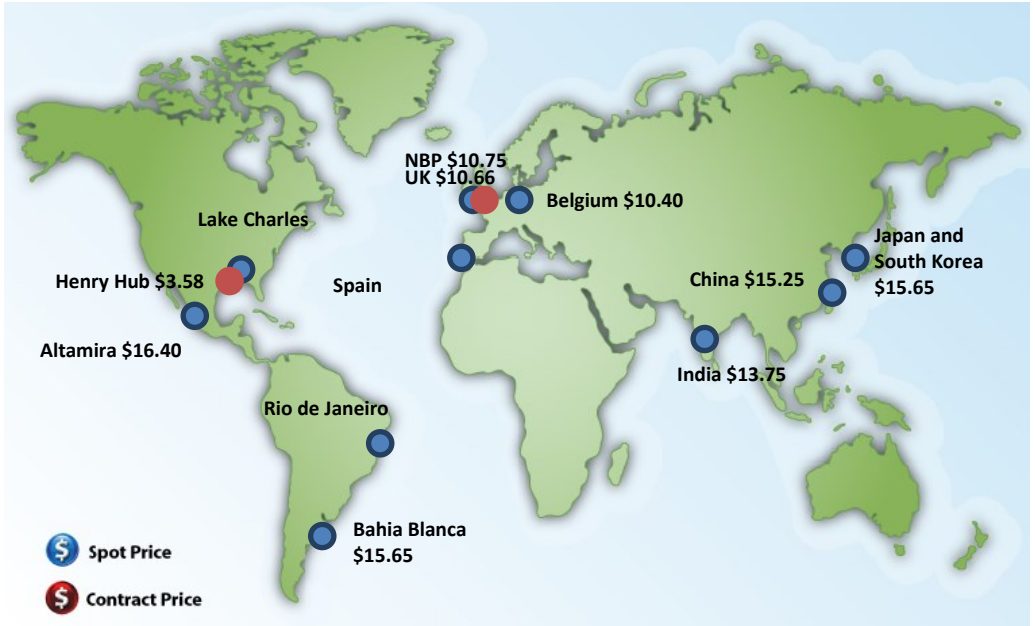 NBP $10.75
UK $10.66
Belgium $10.40
Lake Charles
Japan and
South Korea
$15.65
Henry Hub $3.58
Spain
China $15.25
Altamira $16.40
India $13.75
Rio de Janeiro
Bahia Blanca
$15.65
$ Spot Price
$ Contract Price